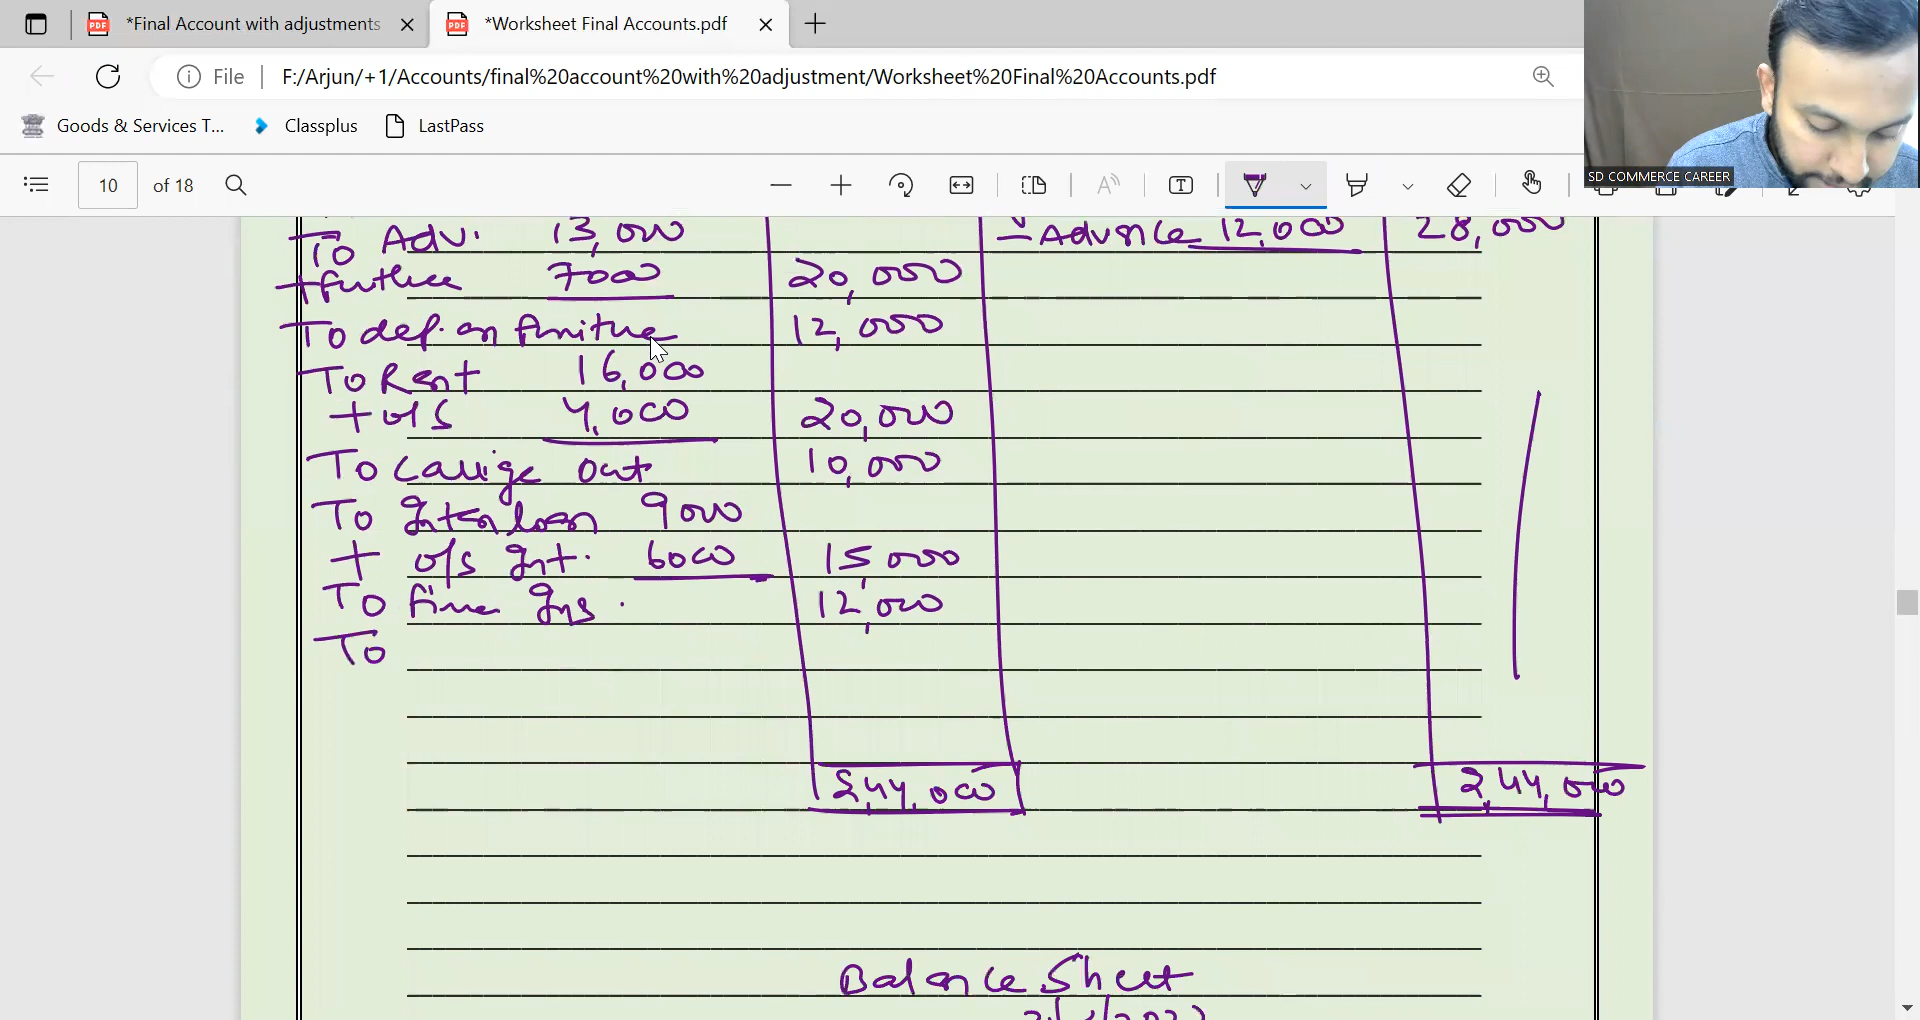 *Final Account with adjustments
*Worksheet Final Accounts.pdf
File F:/Arjun/+1/Accounts/final%20account%20with%20adjustment/Worksheet%20Final%20Accounts.pdf
Goods & Services T... Classplus LastPass
10 of 18
SD COMMERCE CAREER
To Adv. 13,000 - Advance 12,000 28,000
+ further 7000 20,000
To dep. on furniture 12,000
To Rent 16,000
+ o/s 4,000 20,000
To carriage out 10,000
To Int on loan 9000
+ o/s Int. 6000 15,000
To fire Ins. 12,000
To
2,44,000 2,44,000
Balance Sheet